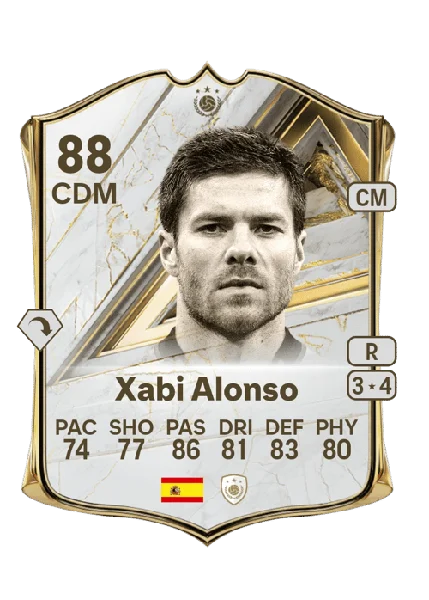 88
CDM
CM
R
3★4
Xabi Alonso
PAC SHO PAS DRI DEF PHY
74 77 86 81 83 80